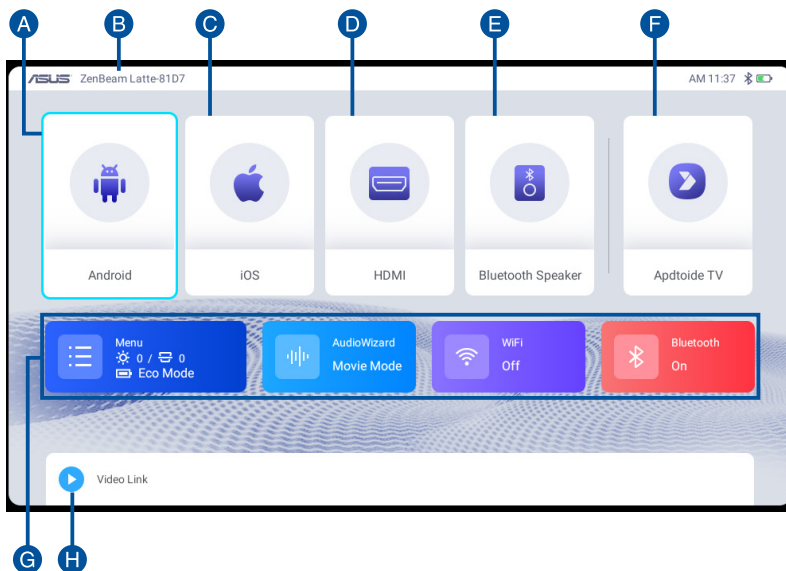 A B C D E F
ASUS ZenBeam Latte-81D7 AM 11:37
Android iOS HDMI Bluetooth Speaker Apdtoide TV
Menu AudioWizard WiFi Bluetooth
0 / 0 Movie Mode Off On
Eco Mode
Video Link
G H